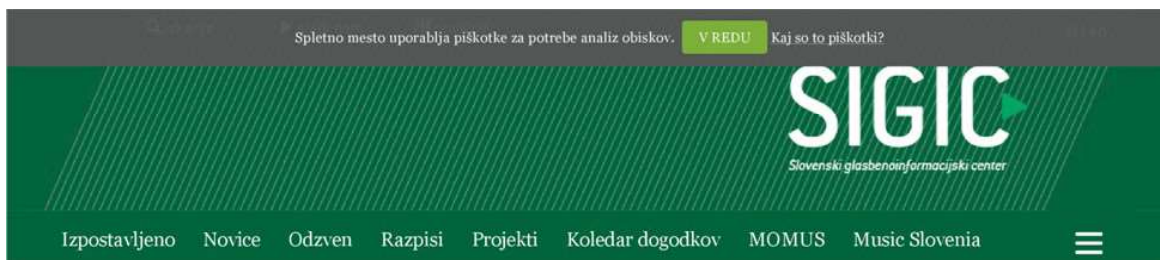 Spletno mesto uporablja piškotke za potrebe analiz obiskov. V REDU Kaj so to piškotki?
SIGIC
Slovenski glasbenoinformacijski center
Izpostavljeno Novice Odzven Razpisi Projekti Koledar dogodkov MOMUS Music Slovenia